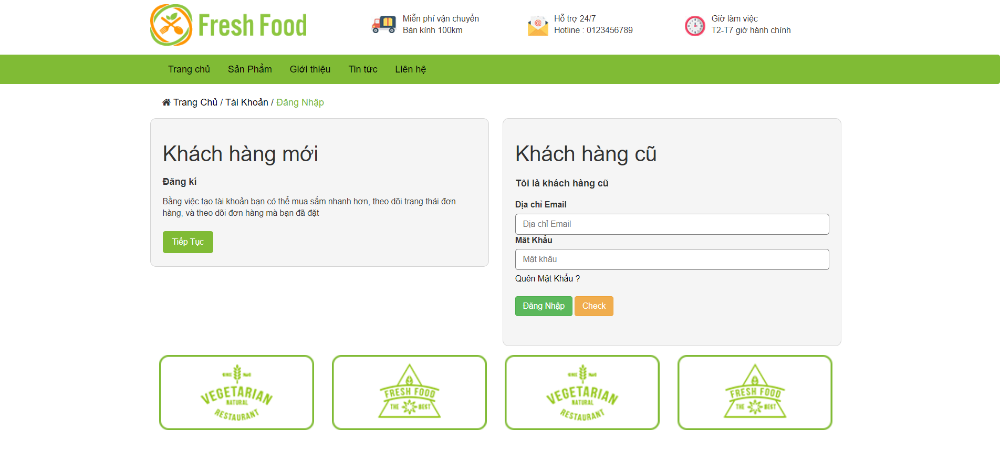 Fresh Food
Miễn phí vận chuyển
Bán kính 100km
Hỗ trợ 24/7
Hotline : 0123456789
Giờ làm việc
T2-T7 giờ hành chính
Trang chủ Sản Phẩm Giới thiệu Tin tức Liên hệ
Trang Chủ / Tài Khoản / Đăng Nhập
Khách hàng mới
Đăng kí
Bằng việc tạo tài khoản bạn có thể mua sắm nhanh hơn, theo dõi trạng thái đơn
hàng, và theo dõi đơn hàng mà bạn đã đặt
Tiếp Tục
Khách hàng cũ
Tôi là khách hàng cũ
Địa chỉ Email
Địa chỉ Email
Mât Khẩu
Mật khẩu
Quên Mật Khẩu ?
Đăng Nhập Check
VEGETARIAN
NATURAL
RESTAURANT
FRESH FOOD
THE BEST
VEGETARIAN
NATURAL
RESTAURANT
FRESH FOOD
THE BEST